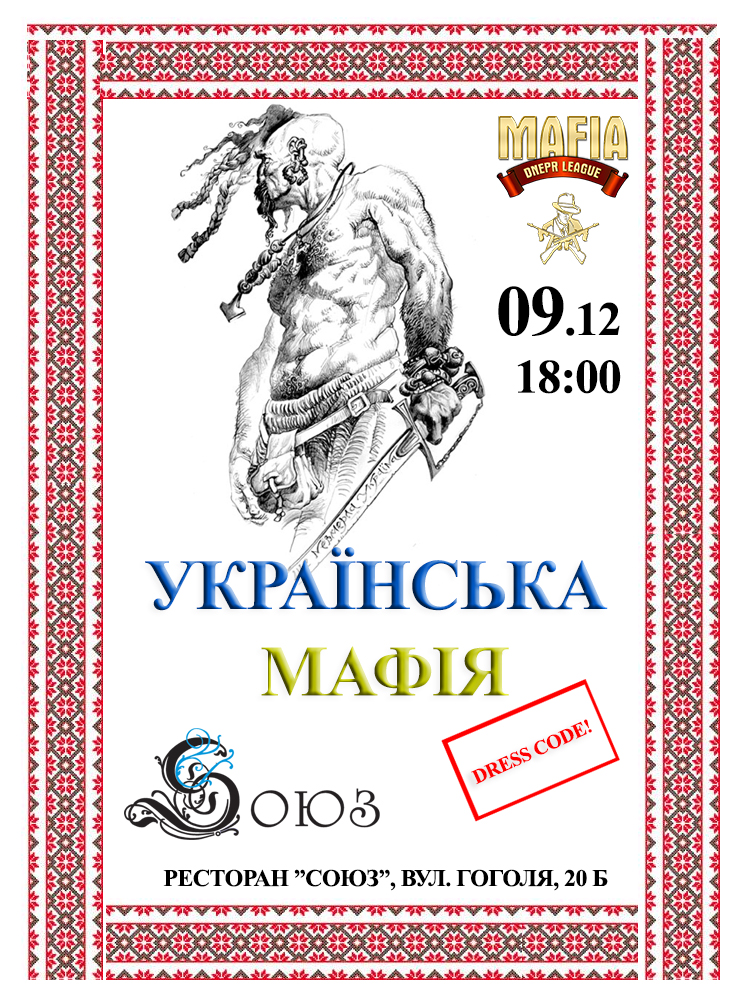 MAFIA
DNEPR LEAGUE
09.12
18:00
УКРАЇНСЬКА
МАФІЯ
DRESS CODE!
Союз
РЕСТОРАН ”СОЮЗ”, ВУЛ. ГОГОЛЯ, 20 Б